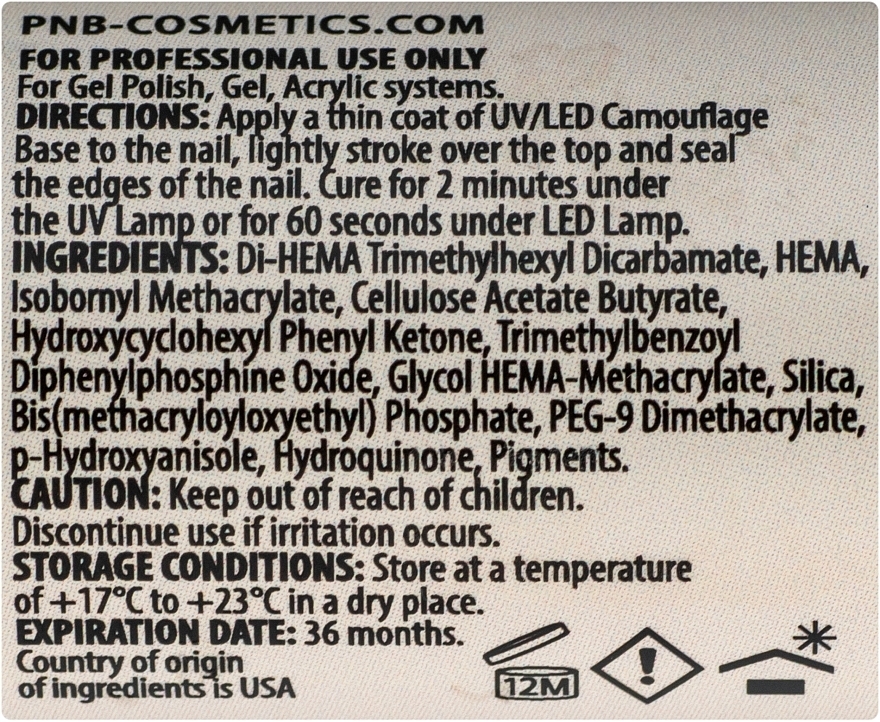 PNB-COSMETICS.COM
FOR PROFESSIONAL USE ONLY
For Gel Polish, Gel, Acrylic systems.
DIRECTIONS: Apply a thin coat of UV/LED Camouflage
Base to the nail, lightly stroke over the top and seal
the edges of the nail. Cure for 2 minutes under
the UV Lamp or for 60 seconds under LED Lamp.
INGREDIENTS: Di-HEMA Trimethylhexyl Dicarbamate, HEMA,
Isobornyl Methacrylate, Cellulose Acetate Butyrate,
Hydroxycyclohexyl Phenyl Ketone, Trimethylbenzoyl
Diphenylphosphine Oxide, Glycol HEMA-Methacrylate, Silica,
Bis(methacryloyloxyethyl) Phosphate, PEG-9 Dimethacrylate,
p-Hydroxyanisole, Hydroquinone, Pigments.
CAUTION: Keep out of reach of children.
Discontinue use if irritation occurs.
STORAGE CONDITIONS: Store at a temperature
of +17°C to +23°C in a dry place.
EXPIRATION DATE: 36 months.
Country of origin
of ingredients is USA
12M